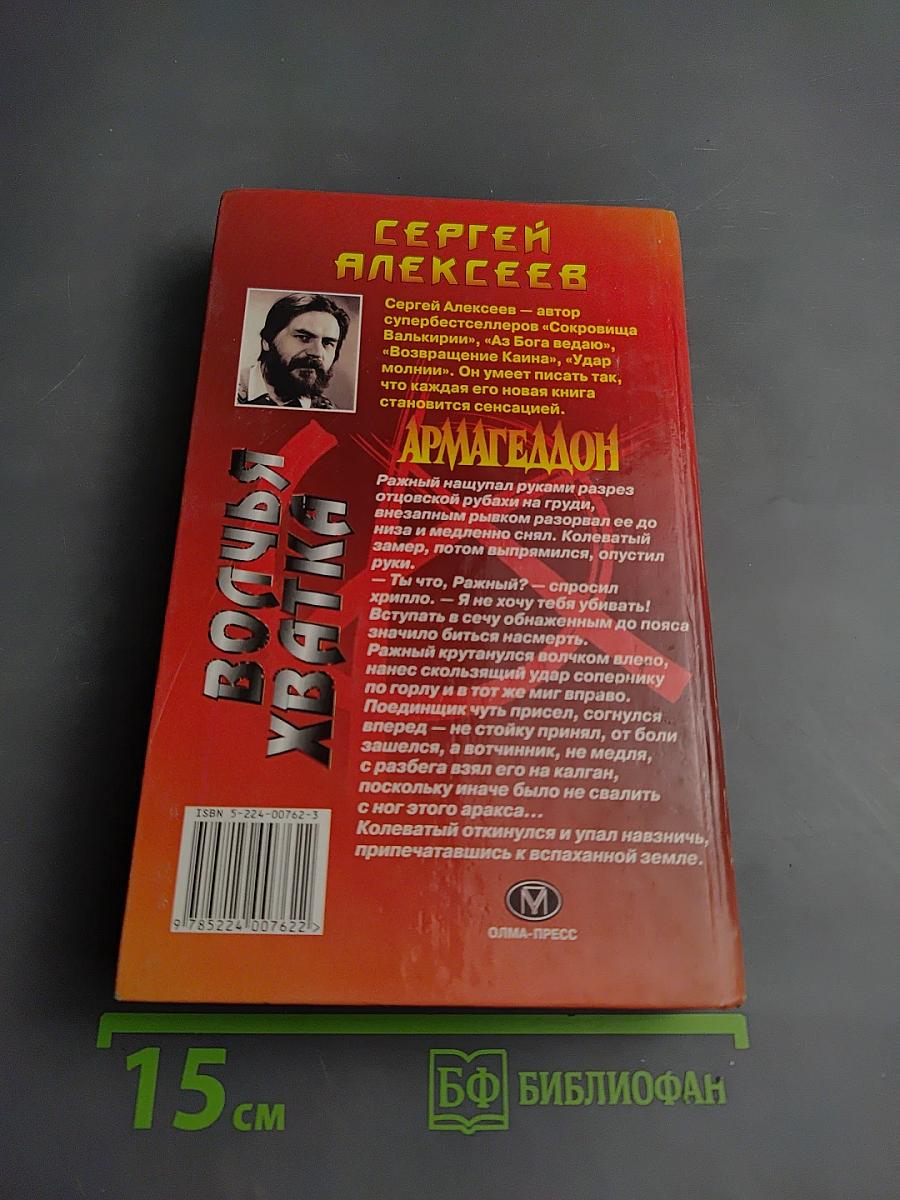 СЕРГЕЙ
АЛЕКСЕЕВ
Сергей Алексеев — автор
супербестселлеров «Сокровища
Валькирии», «Аз Бога ведаю»,
«Возвращение Каина», «Удар
молнии». Он умеет писать так,
что каждая его новая книга
становится сенсацией.
АРМАГЕДДОН
ВОЛЧЬЯ
ХВАТКА
Ражный нащупал руками разрез
отцовской рубахи на груди,
внезапным рывком разорвал ее до
низа и медленно снял. Колеватый
замер, потом выпрямился, опустил
руки.
— Ты что, Ражный? — спросил
хрипло. — Я не хочу тебя убивать!
Вступать в сечу обнаженным до пояса
значило биться насмерть.
Ражный крутанулся волчком влево,
нанес скользящий удар сопернику
по горлу и в тот же миг вправо.
Поединщик чуть присел, согнулся
вперед — не стойку принял, от боли
зашелся, а вотчинник, не медля,
с разбега взял его на калган,
поскольку иначе было не свалить
с ног этого аракса...
Колеватый откинулся и упал навзничь,
припечатавшись к вспаханной земле.
ISBN 5-224-00762-3
9 785224 007622 >
ОЛМА-ПРЕСС
15 см
БФ БИБЛИОФАН